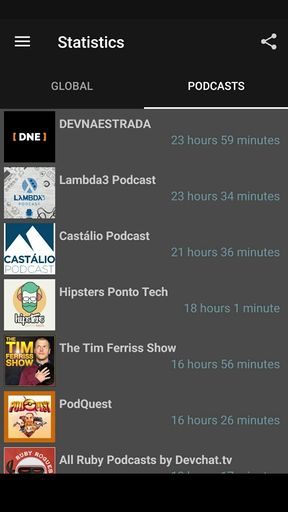 Statistics
GLOBAL
PODCASTS
[ DNE ]
DEVNAESTRADA
23 hours 59 minutes
LAMBDA3
PODCAST
Lambda3 Podcast
23 hours 34 minutes
CASTÁLIO
PODCAST
Castálio Podcast
21 hours 36 minutes
hipsters
Hipsters Ponto Tech
18 hours 1 minute
THE
TIM
FERRISS
SHOW
The Tim Ferriss Show
16 hours 56 minutes
PODQUEST
PodQuest
16 hours 26 minutes
RUBY ROGUES
All Ruby Podcasts by Devchat.tv